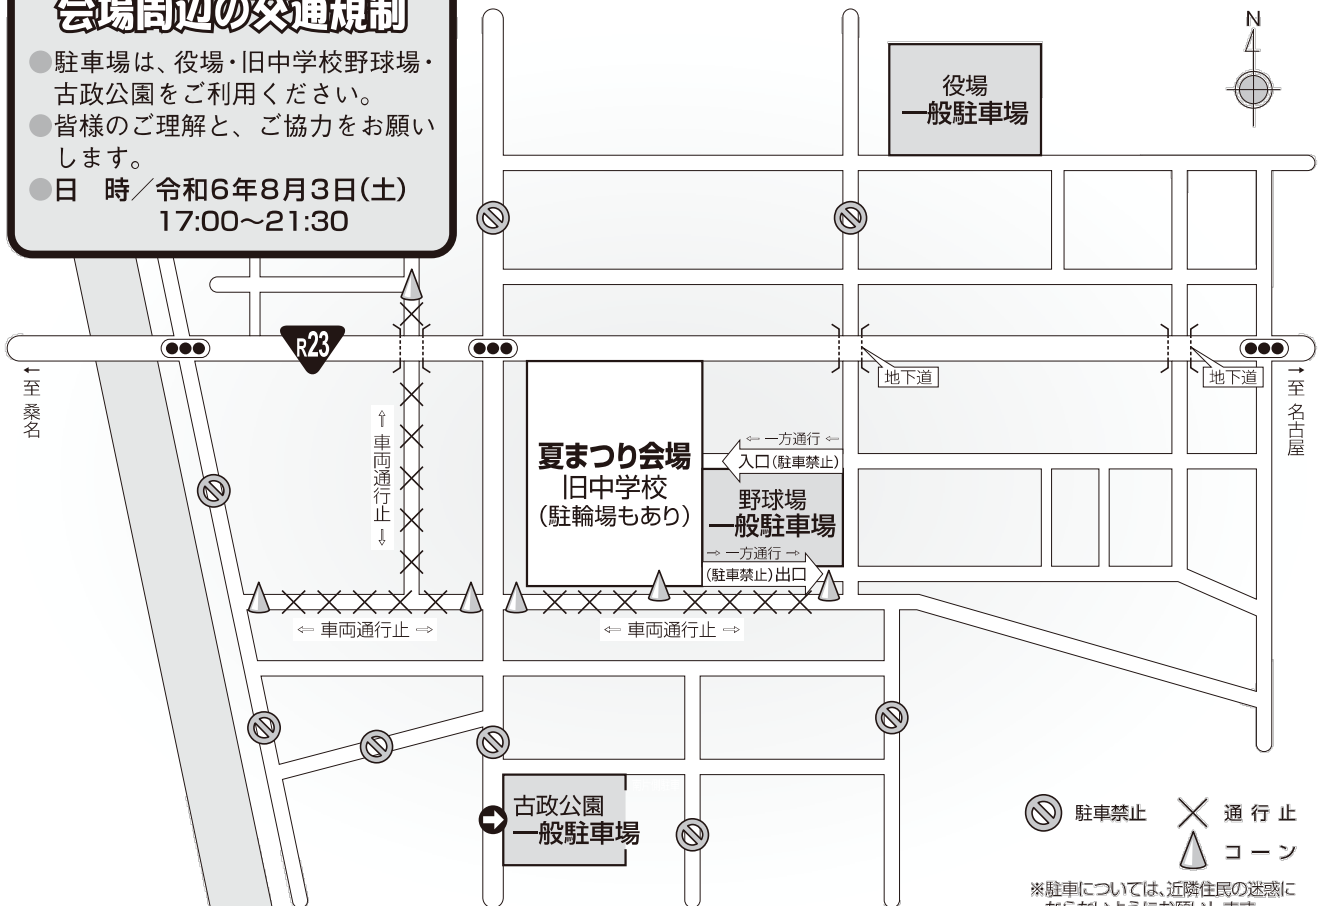 会場周辺の交通規制
●駐車場は、役場・旧中学校野球場・
古政公園をご利用ください。
●皆様のご理解と、ご協力をお願い
します。
●日　時／令和6年8月3日(土)
17:00～21:30
N
役場
一般駐車場
R23
←至 桑名
地下道
地下道
→至 名古屋
⇦ 車両通行止 ⇨
夏まつり会場
旧中学校
（駐輪場もあり）
⇦ 一方通行 ⇦
入口（駐車禁止）
野球場
一般駐車場
⇨ 一方通行 ⇨
（駐車禁止）出口
⇦ 車両通行止 ⇨
⇦ 車両通行止 ⇨
古政公園
一般駐車場
駐車禁止
通行止
コーン
※駐車については、近隣住民の迷惑に